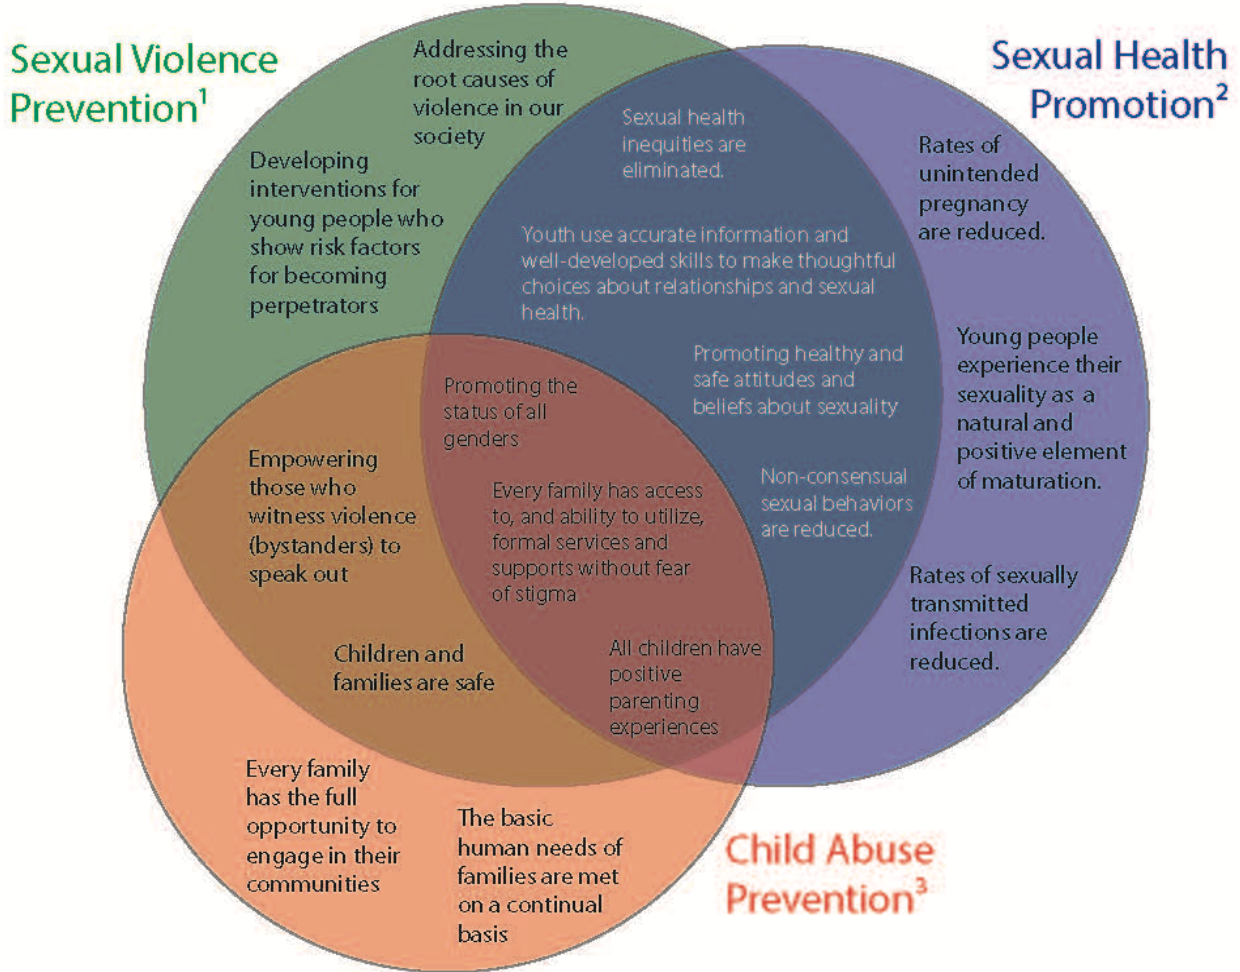 Sexual Violence
Prevention¹
Sexual Health
Promotion²
Addressing the
root causes of
violence in our
society
Developing
interventions for
young people who
show risk factors
for becoming
perpetrators
Sexual health
inequities are
eliminated.
Youth use accurate information and
well-developed skills to make thoughtful
choices about relationships and sexual
health.
Promoting healthy and
safe attitudes and
beliefs about sexuality
Non-consensual
sexual behaviors
are reduced.
Rates of
unintended
pregnancy
are reduced.
Young people
experience their
sexuality as a
natural and
positive element
of maturation.
Rates of sexually
transmitted
infections are
reduced.
Promoting the
status of all
genders
Every family has access
to, and ability to utilize,
formal services and
supports without fear
of stigma
All children have
positive
parenting
experiences
Empowering
those who
witness violence
(bystanders) to
speak out
Children and
families are safe
Every family
has the full
opportunity to
engage in their
communities
The basic
human needs of
families are met
on a continual
basis
Child Abuse
Prevention³